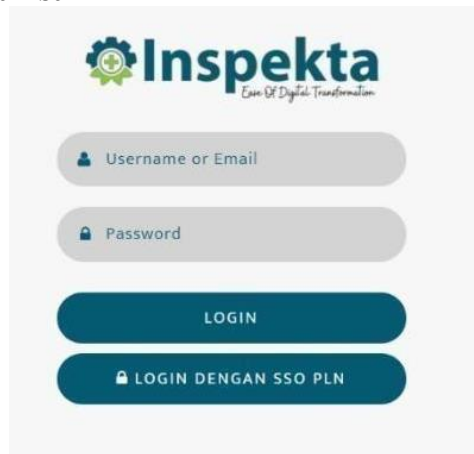 Inspekta
Ease Of Digital Transformation
Username or Email
Password
LOGIN
LOGIN DENGAN SSO PLN